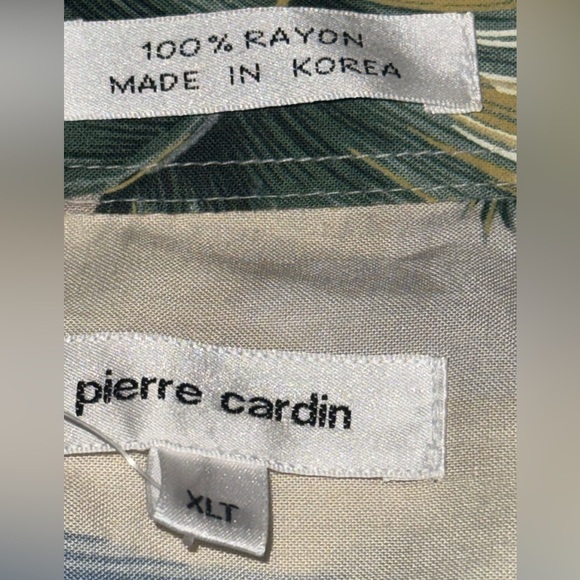 100% RAYON
MADE IN KOREA
pierre cardin
XLT